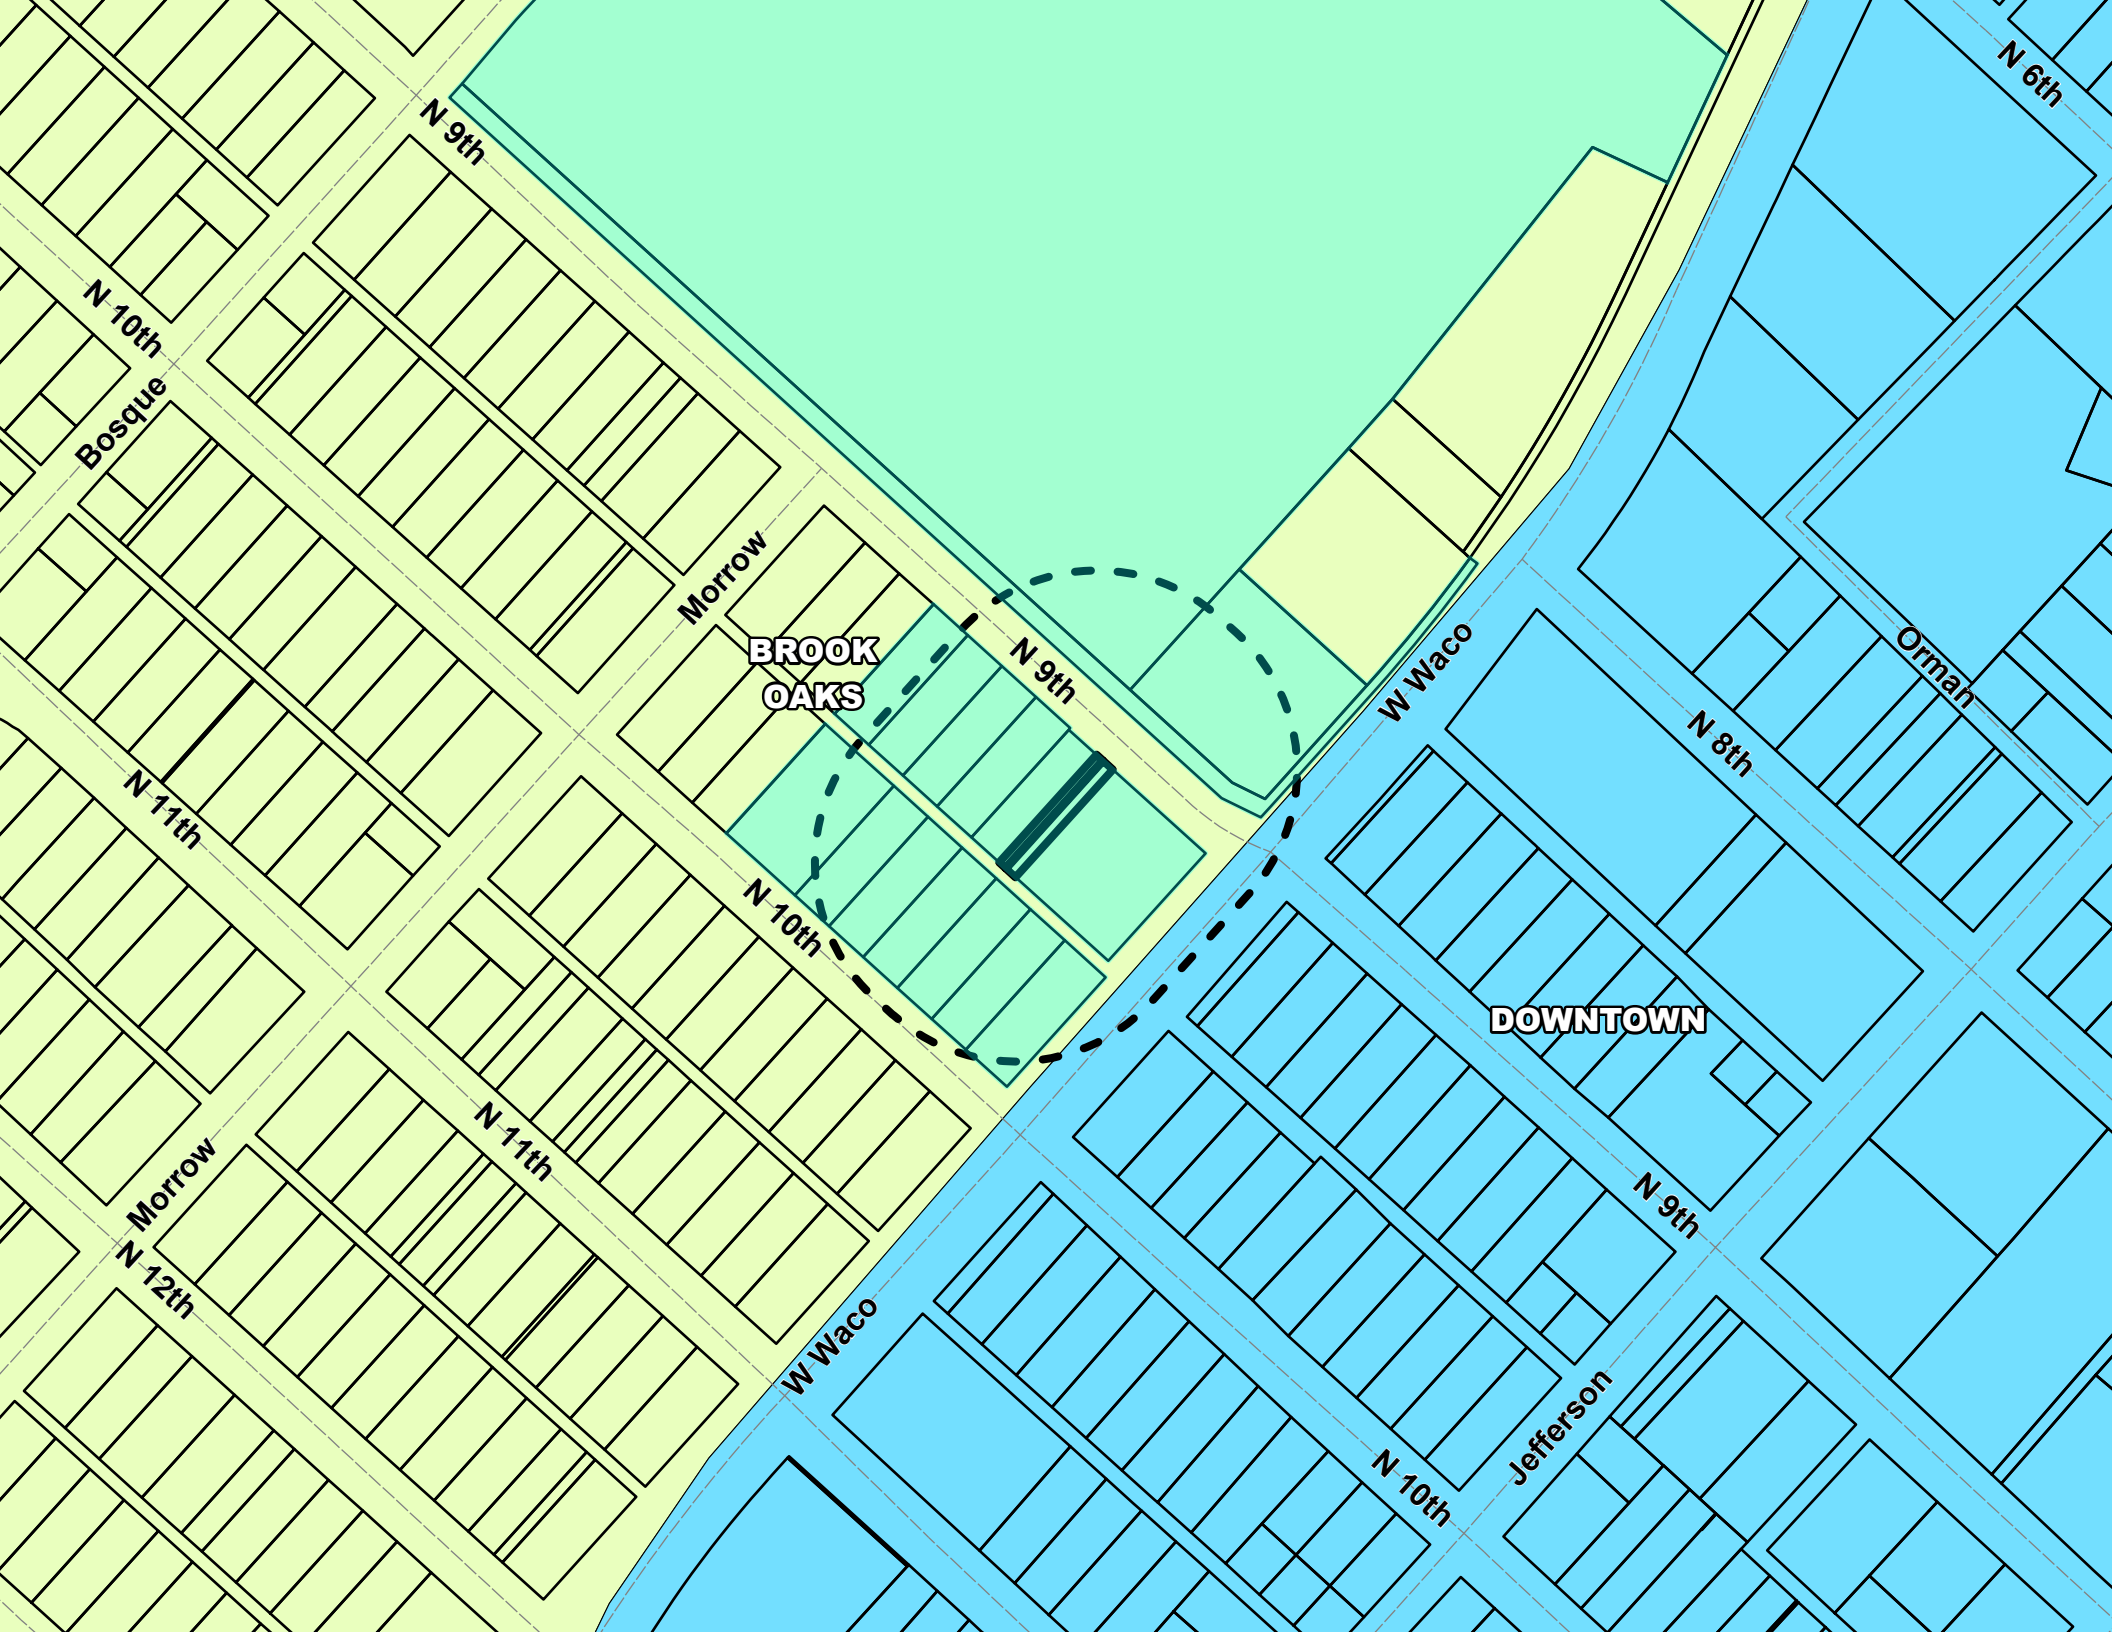 N 6th
N 9th
N 10th
Bosque
Morrow
BROOK
OAKS
N 9th
W Waco
Orman
N 8th
N 11th
N 10th
DOWNTOWN
N 11th
Morrow
N 9th
N 12th
W Waco
Jefferson
N 10th